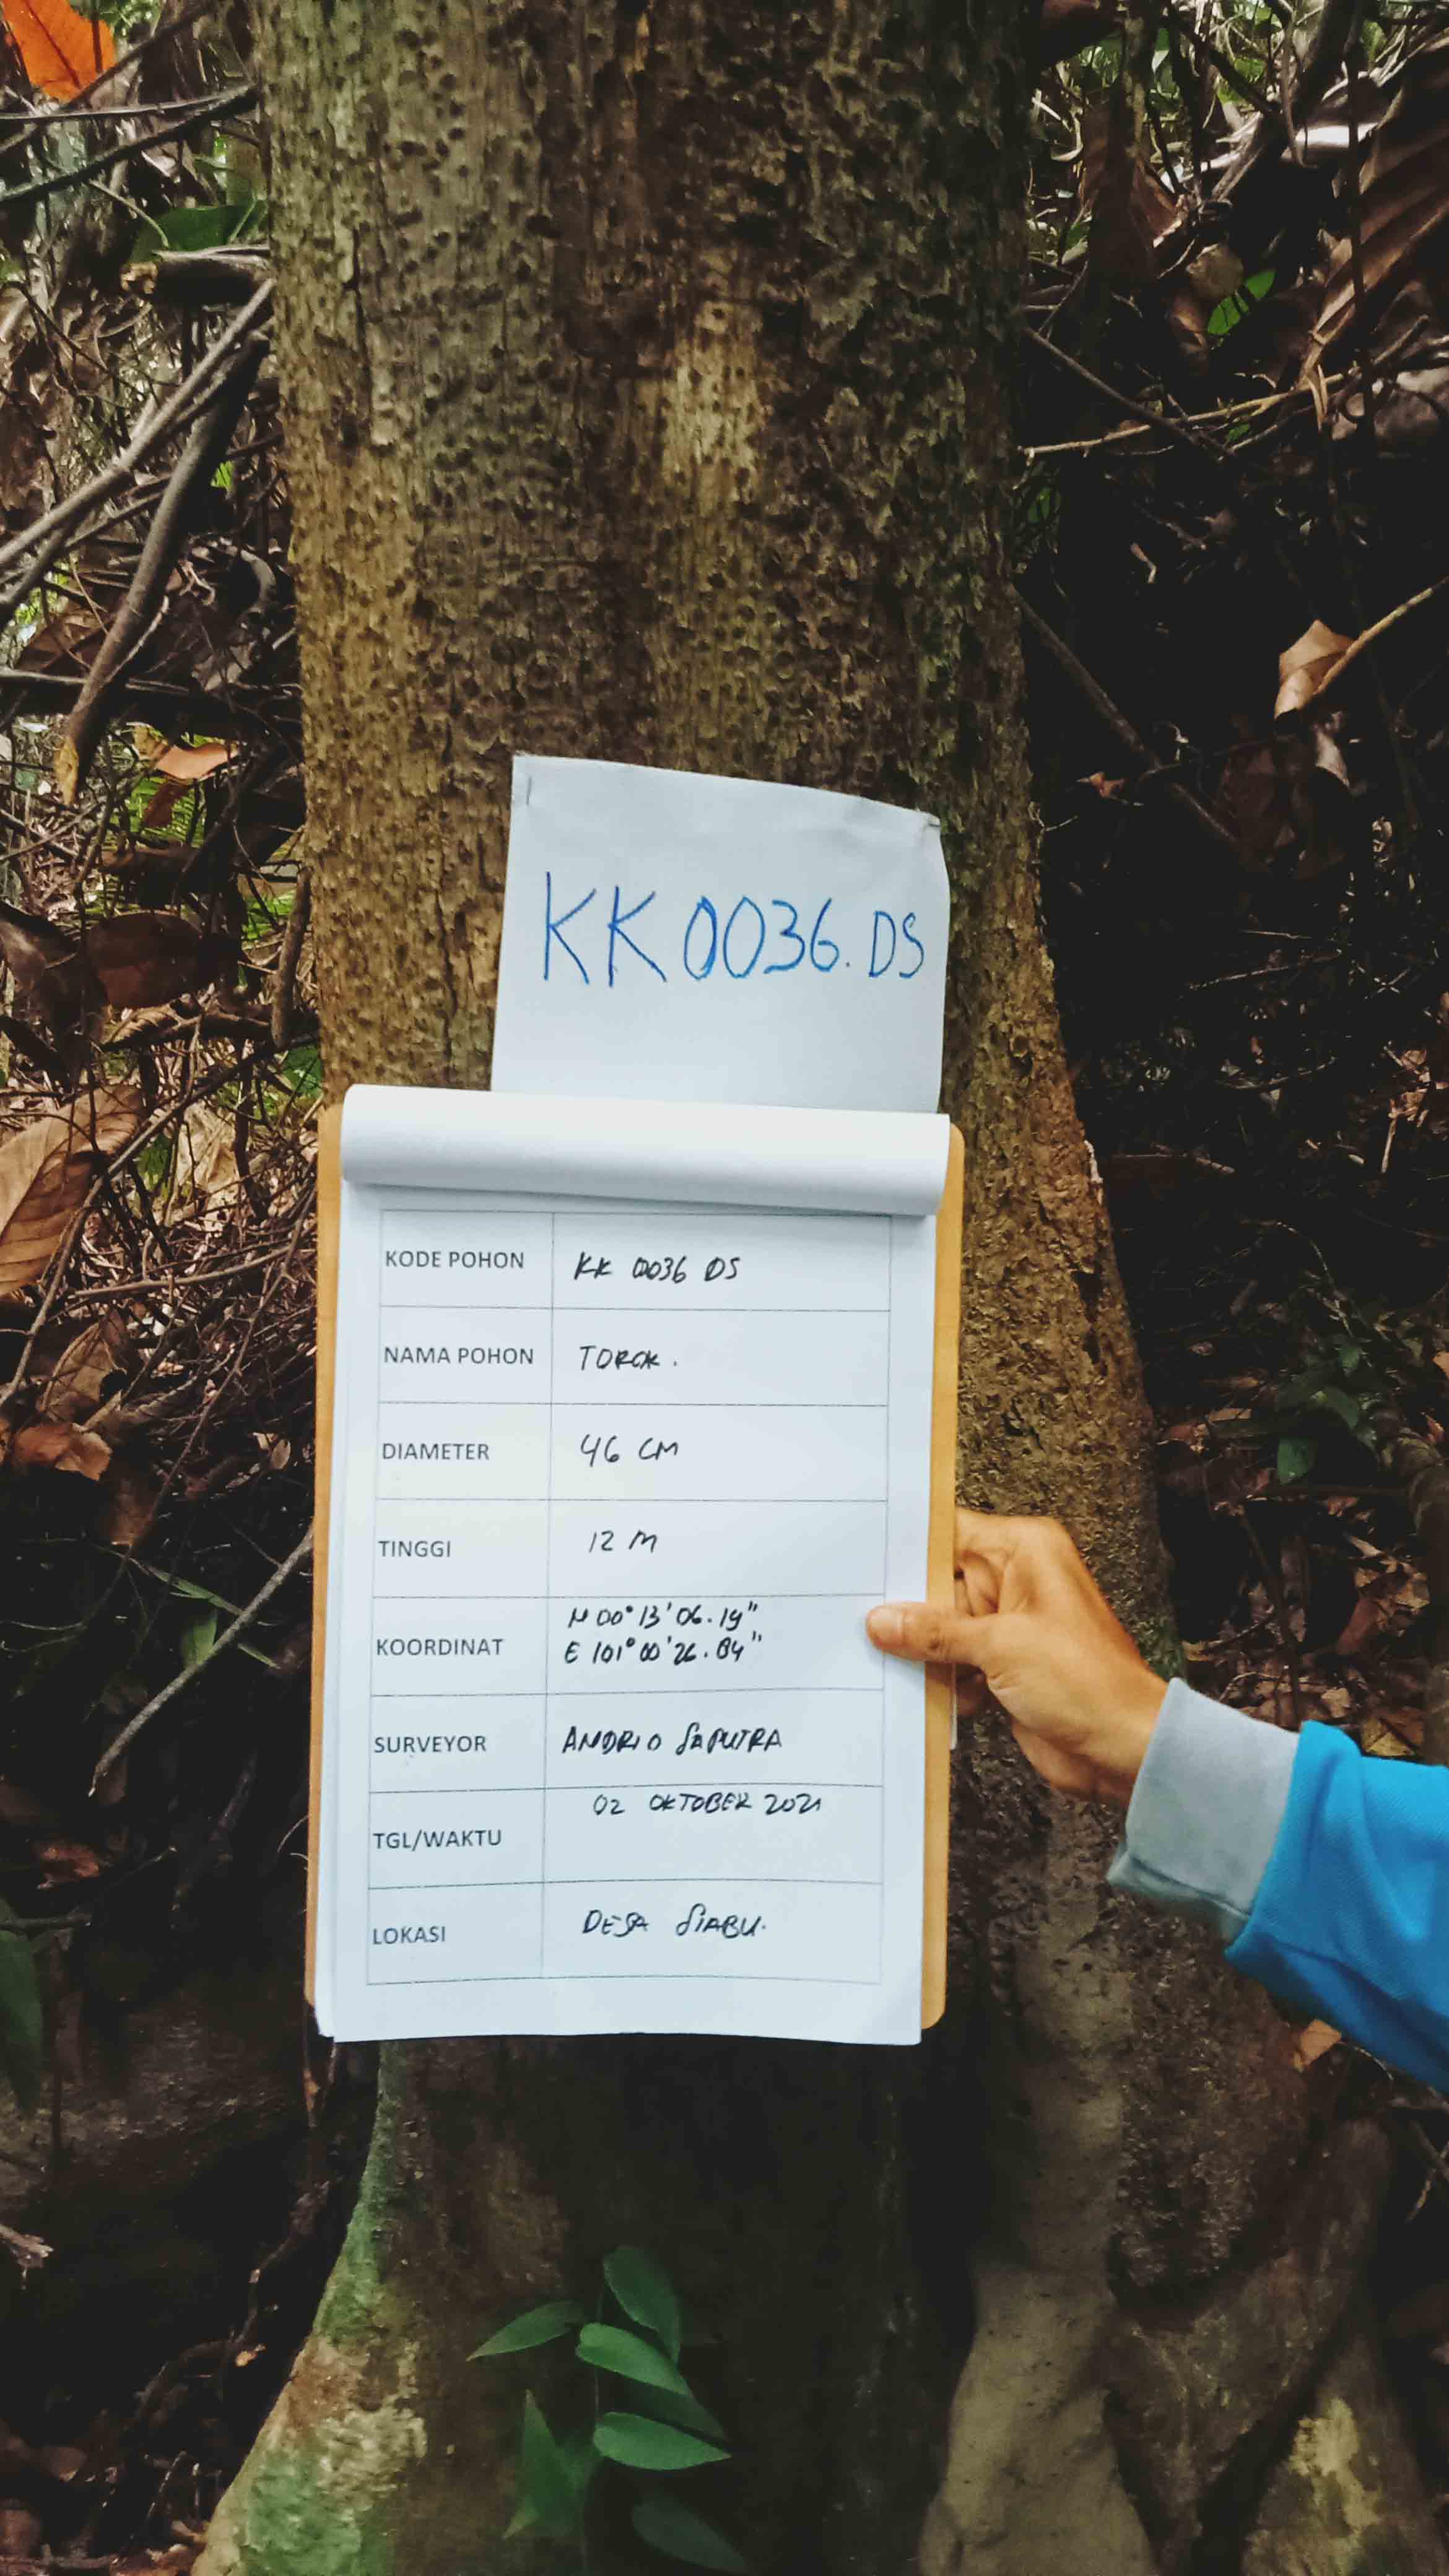 KK 0036. DS
KODE POHON KK 0036 DS
NAMA POHON TOROK.
DIAMETER 46 CM
TINGGI 12 M
KOORDINAT N 00° 13' 06.19"
E 101° 00' 26.84"
SURVEYOR ANDRIO SAPUTRA
TGL/WAKTU 02 OKTOBER 2021
LOKASI DESA SIABU.